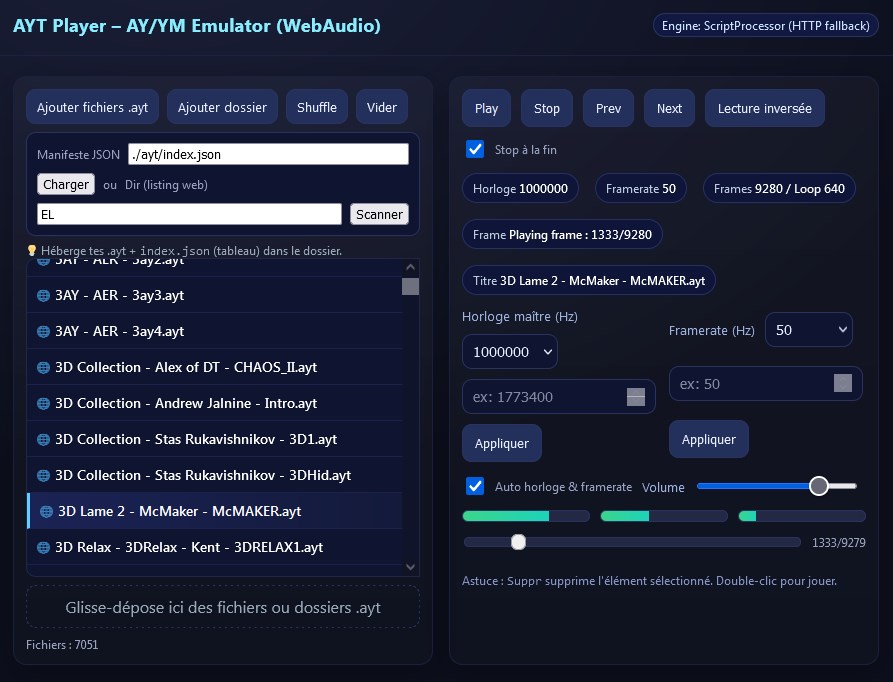 AYT Player – AY/YM Emulator (WebAudio)
Engine: ScriptProcessor (HTTP fallback)
Ajouter fichiers .ayt
Ajouter dossier
Shuffle
Vider
Manifeste JSON
./ayt/index.json
Charger
ou
Dir (listing web)
EL
Scanner
💡 Héberge tes .ayt + index.json (tableau) dans le dossier.
3AY - AER - 3ay2.ayt
3AY - AER - 3ay3.ayt
3AY - AER - 3ay4.ayt
3D Collection - Alex of DT - CHAOS_II.ayt
3D Collection - Andrew Jalnine - Intro.ayt
3D Collection - Stas Rukavishnikov - 3D1.ayt
3D Collection - Stas Rukavishnikov - 3DHid.ayt
3D Lame 2 - McMaker - McMAKER.ayt
3D Relax - 3DRelax - Kent - 3DRELAX1.ayt
Glisse-dépose ici des fichiers ou dossiers .ayt
Fichiers : 7051
Play
Stop
Prev
Next
Lecture inversée
Stop à la fin
Horloge 1000000
Framerate 50
Frames 9280 / Loop 640
Frame Playing frame : 1333/9280
Titre 3D Lame 2 - McMaker - McMAKER.ayt
Horloge maître (Hz)
1000000
ex: 1773400
Appliquer
Framerate (Hz)
50
ex: 50
Appliquer
Auto horloge & framerate
Volume
1333/9279
Astuce : Suppr supprime l'élément sélectionné. Double-clic pour jouer.